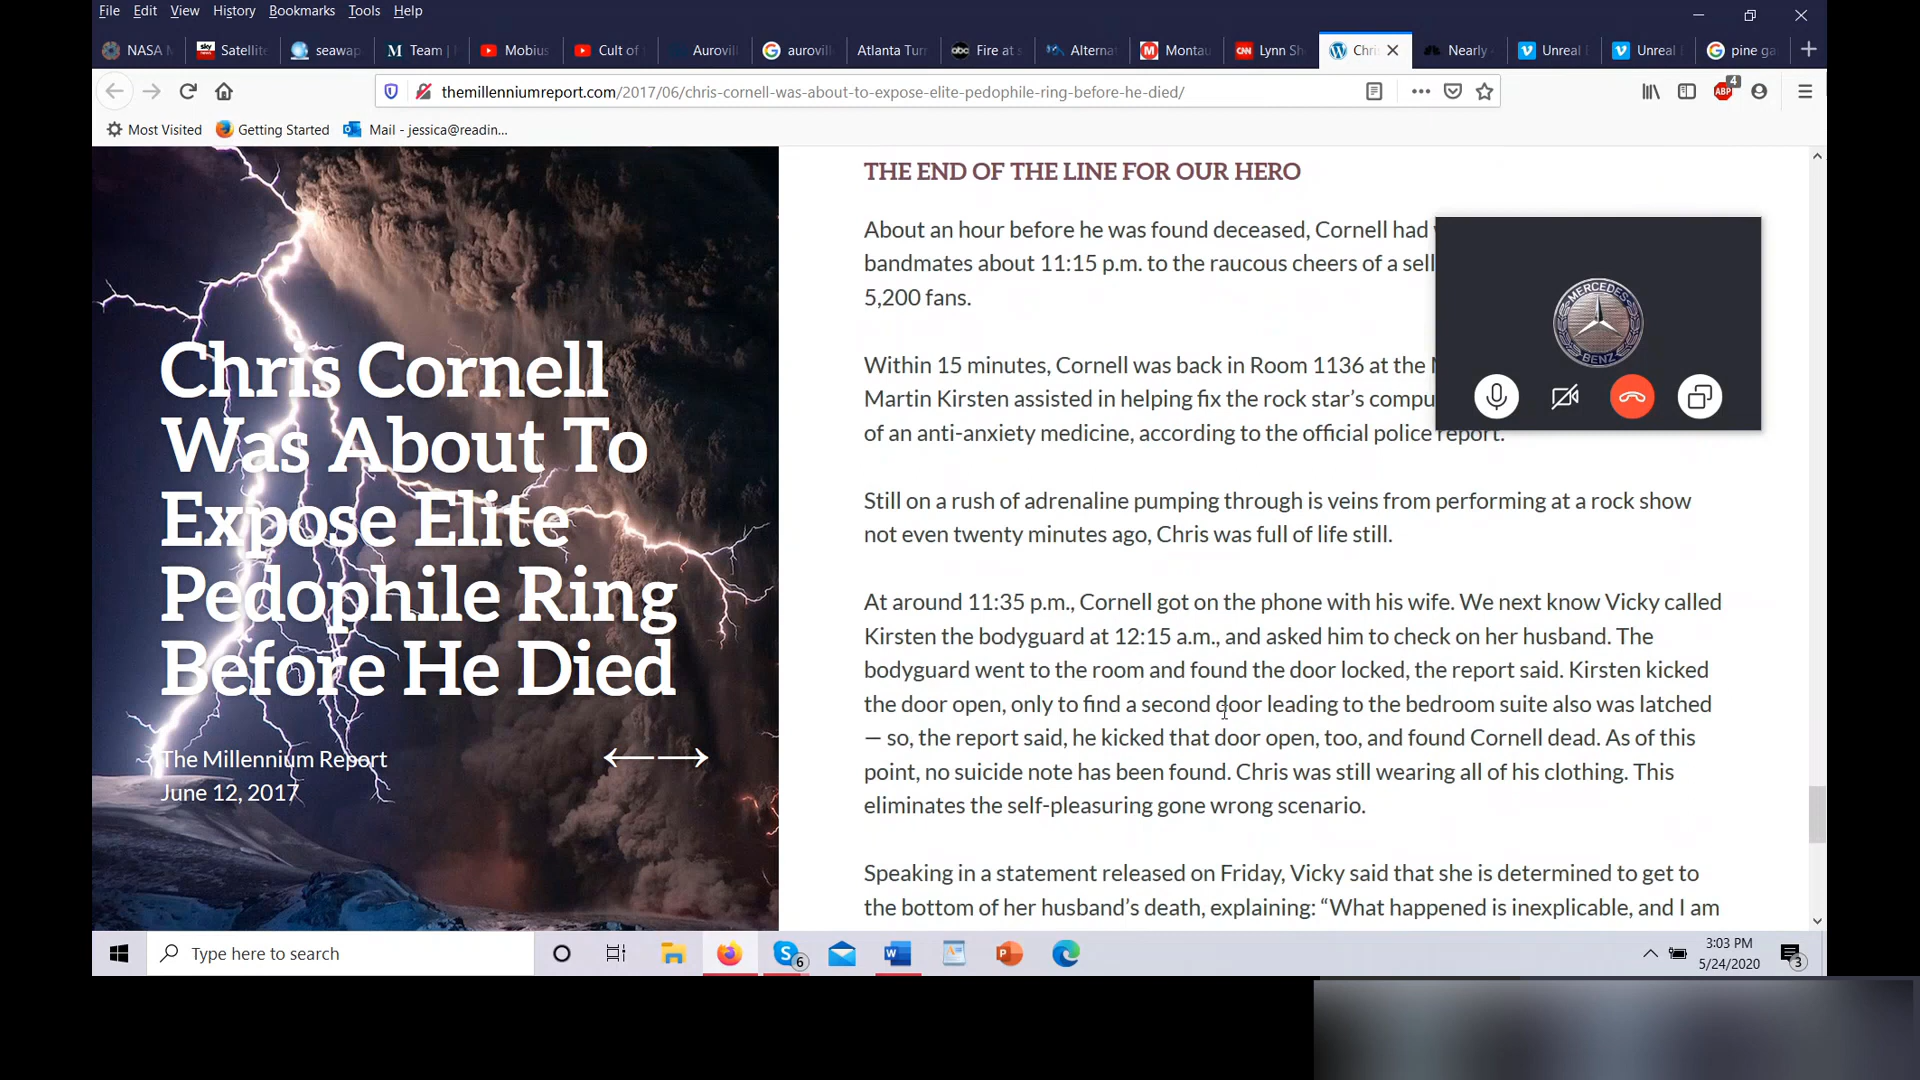 File Edit View History Bookmarks Tools Help
NASA
Satellite
seawap
Team
Mobius
Cult of
Aurovil
auroville
Atlanta Tur
Fire at s
Alterna
Montau
Lynn Sh
Chri
Nearly
Unreal
Unreal
pine ga
themillenniumreport.com/2017/06/chris-cornell-was-about-to-expose-elite-pedophile-ring-before-he-died/
ABP 4
Most Visited Getting Started Mail - jessica@readin...
Chris Cornell
Was About To
Expose Elite
Pedophile Ring
Before He Died
The Millennium Report
June 12, 2017
THE END OF THE LINE FOR OUR HERO
About an hour before he was found deceased, Cornell had
bandmates about 11:15 p.m. to the raucous cheers of a sell
5,200 fans.
Within 15 minutes, Cornell was back in Room 1136 at the
Martin Kirsten assisted in helping fix the rock star’s compu
of an anti-anxiety medicine, according to the official police report.
Still on a rush of adrenaline pumping through is veins from performing at a rock show
not even twenty minutes ago, Chris was full of life still.
At around 11:35 p.m., Cornell got on the phone with his wife. We next know Vicky called
Kirsten the bodyguard at 12:15 a.m., and asked him to check on her husband. The
bodyguard went to the room and found the door locked, the report said. Kirsten kicked
the door open, only to find a second door leading to the bedroom suite also was latched
— so, the report said, he kicked that door open, too, and found Cornell dead. As of this
point, no suicide note has been found. Chris was still wearing all of his clothing. This
eliminates the self-pleasuring gone wrong scenario.
Speaking in a statement released on Friday, Vicky said that she is determined to get to
the bottom of her husband’s death, explaining: “What happened is inexplicable, and I am
MERCEDES
BENZ
Type here to search
6
3:03 PM
5/24/2020
3